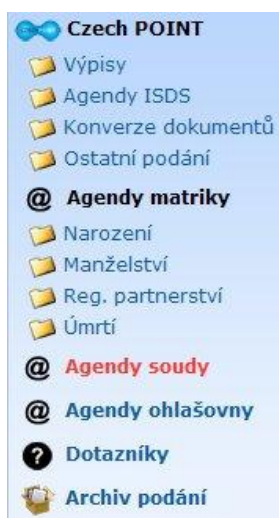 Czech POINT
Výpisy
Agendy ISDS
Konverze dokumentů
Ostatní podání
@ Agendy matriky
Narození
Manželství
Reg. partnerství
Úmrtí
@ Agendy soudy
@ Agendy ohlašovny
? Dotazníky
Archiv podání